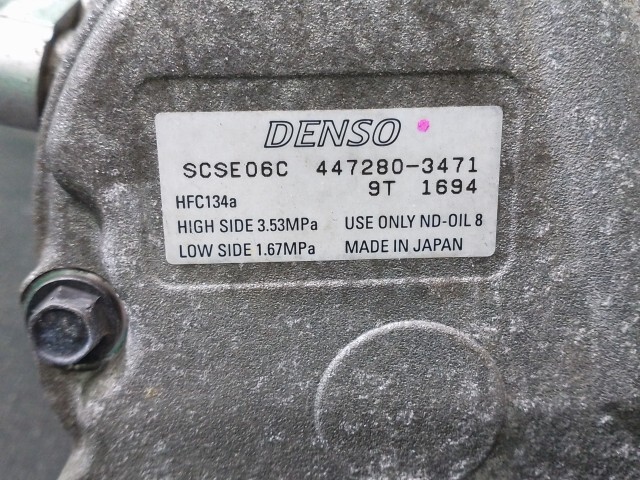 DENSO
SCSE06C 447280-3471
9T 1694
HFC134a
HIGH SIDE 3.53MPa USE ONLY ND-OIL 8
LOW SIDE 1.67MPa MADE IN JAPAN